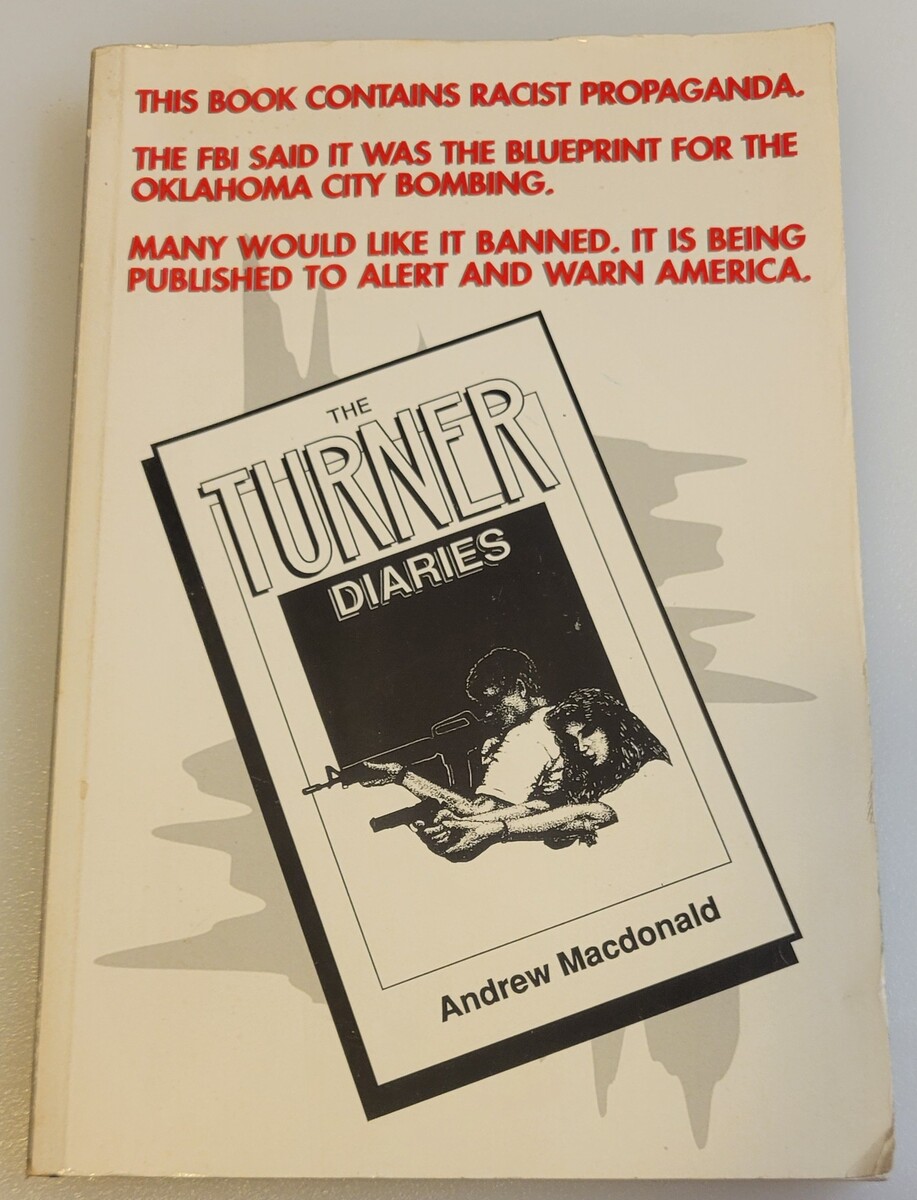 THIS BOOK CONTAINS RACIST PROPAGANDA.
THE FBI SAID IT WAS THE BLUEPRINT FOR THE
OKLAHOMA CITY BOMBING.
MANY WOULD LIKE IT BANNED. IT IS BEING
PUBLISHED TO ALERT AND WARN AMERICA.
THE
TURNER
DIARIES
Andrew Macdonald